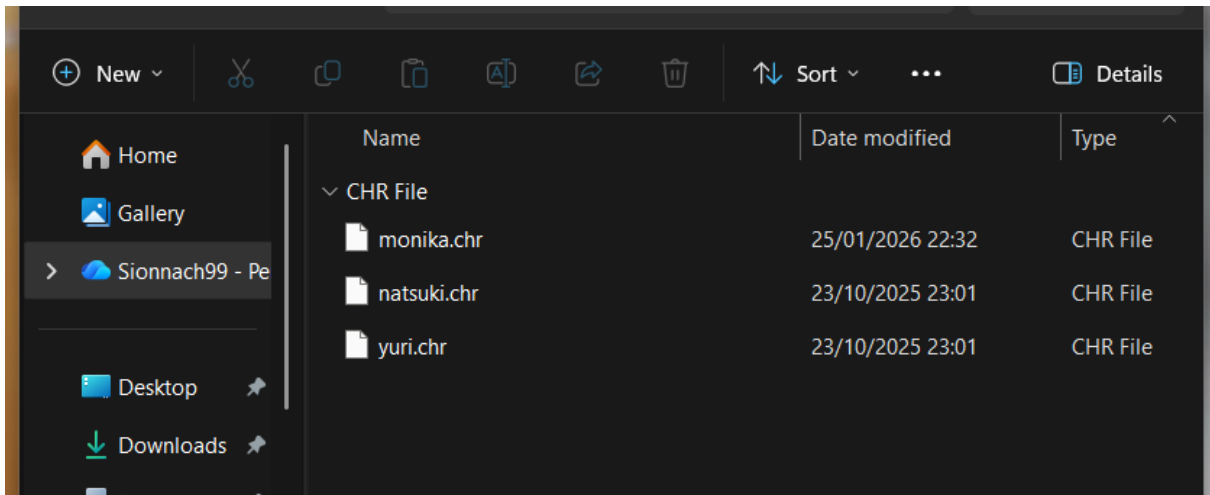 New Sort Details
Name Date modified Type
Home
CHR File
Gallery
monika.chr 25/01/2026 22:32 CHR File
Sionnach99 - Pe
natsuki.chr 23/10/2025 23:01 CHR File
yuri.chr 23/10/2025 23:01 CHR File
Desktop
Downloads